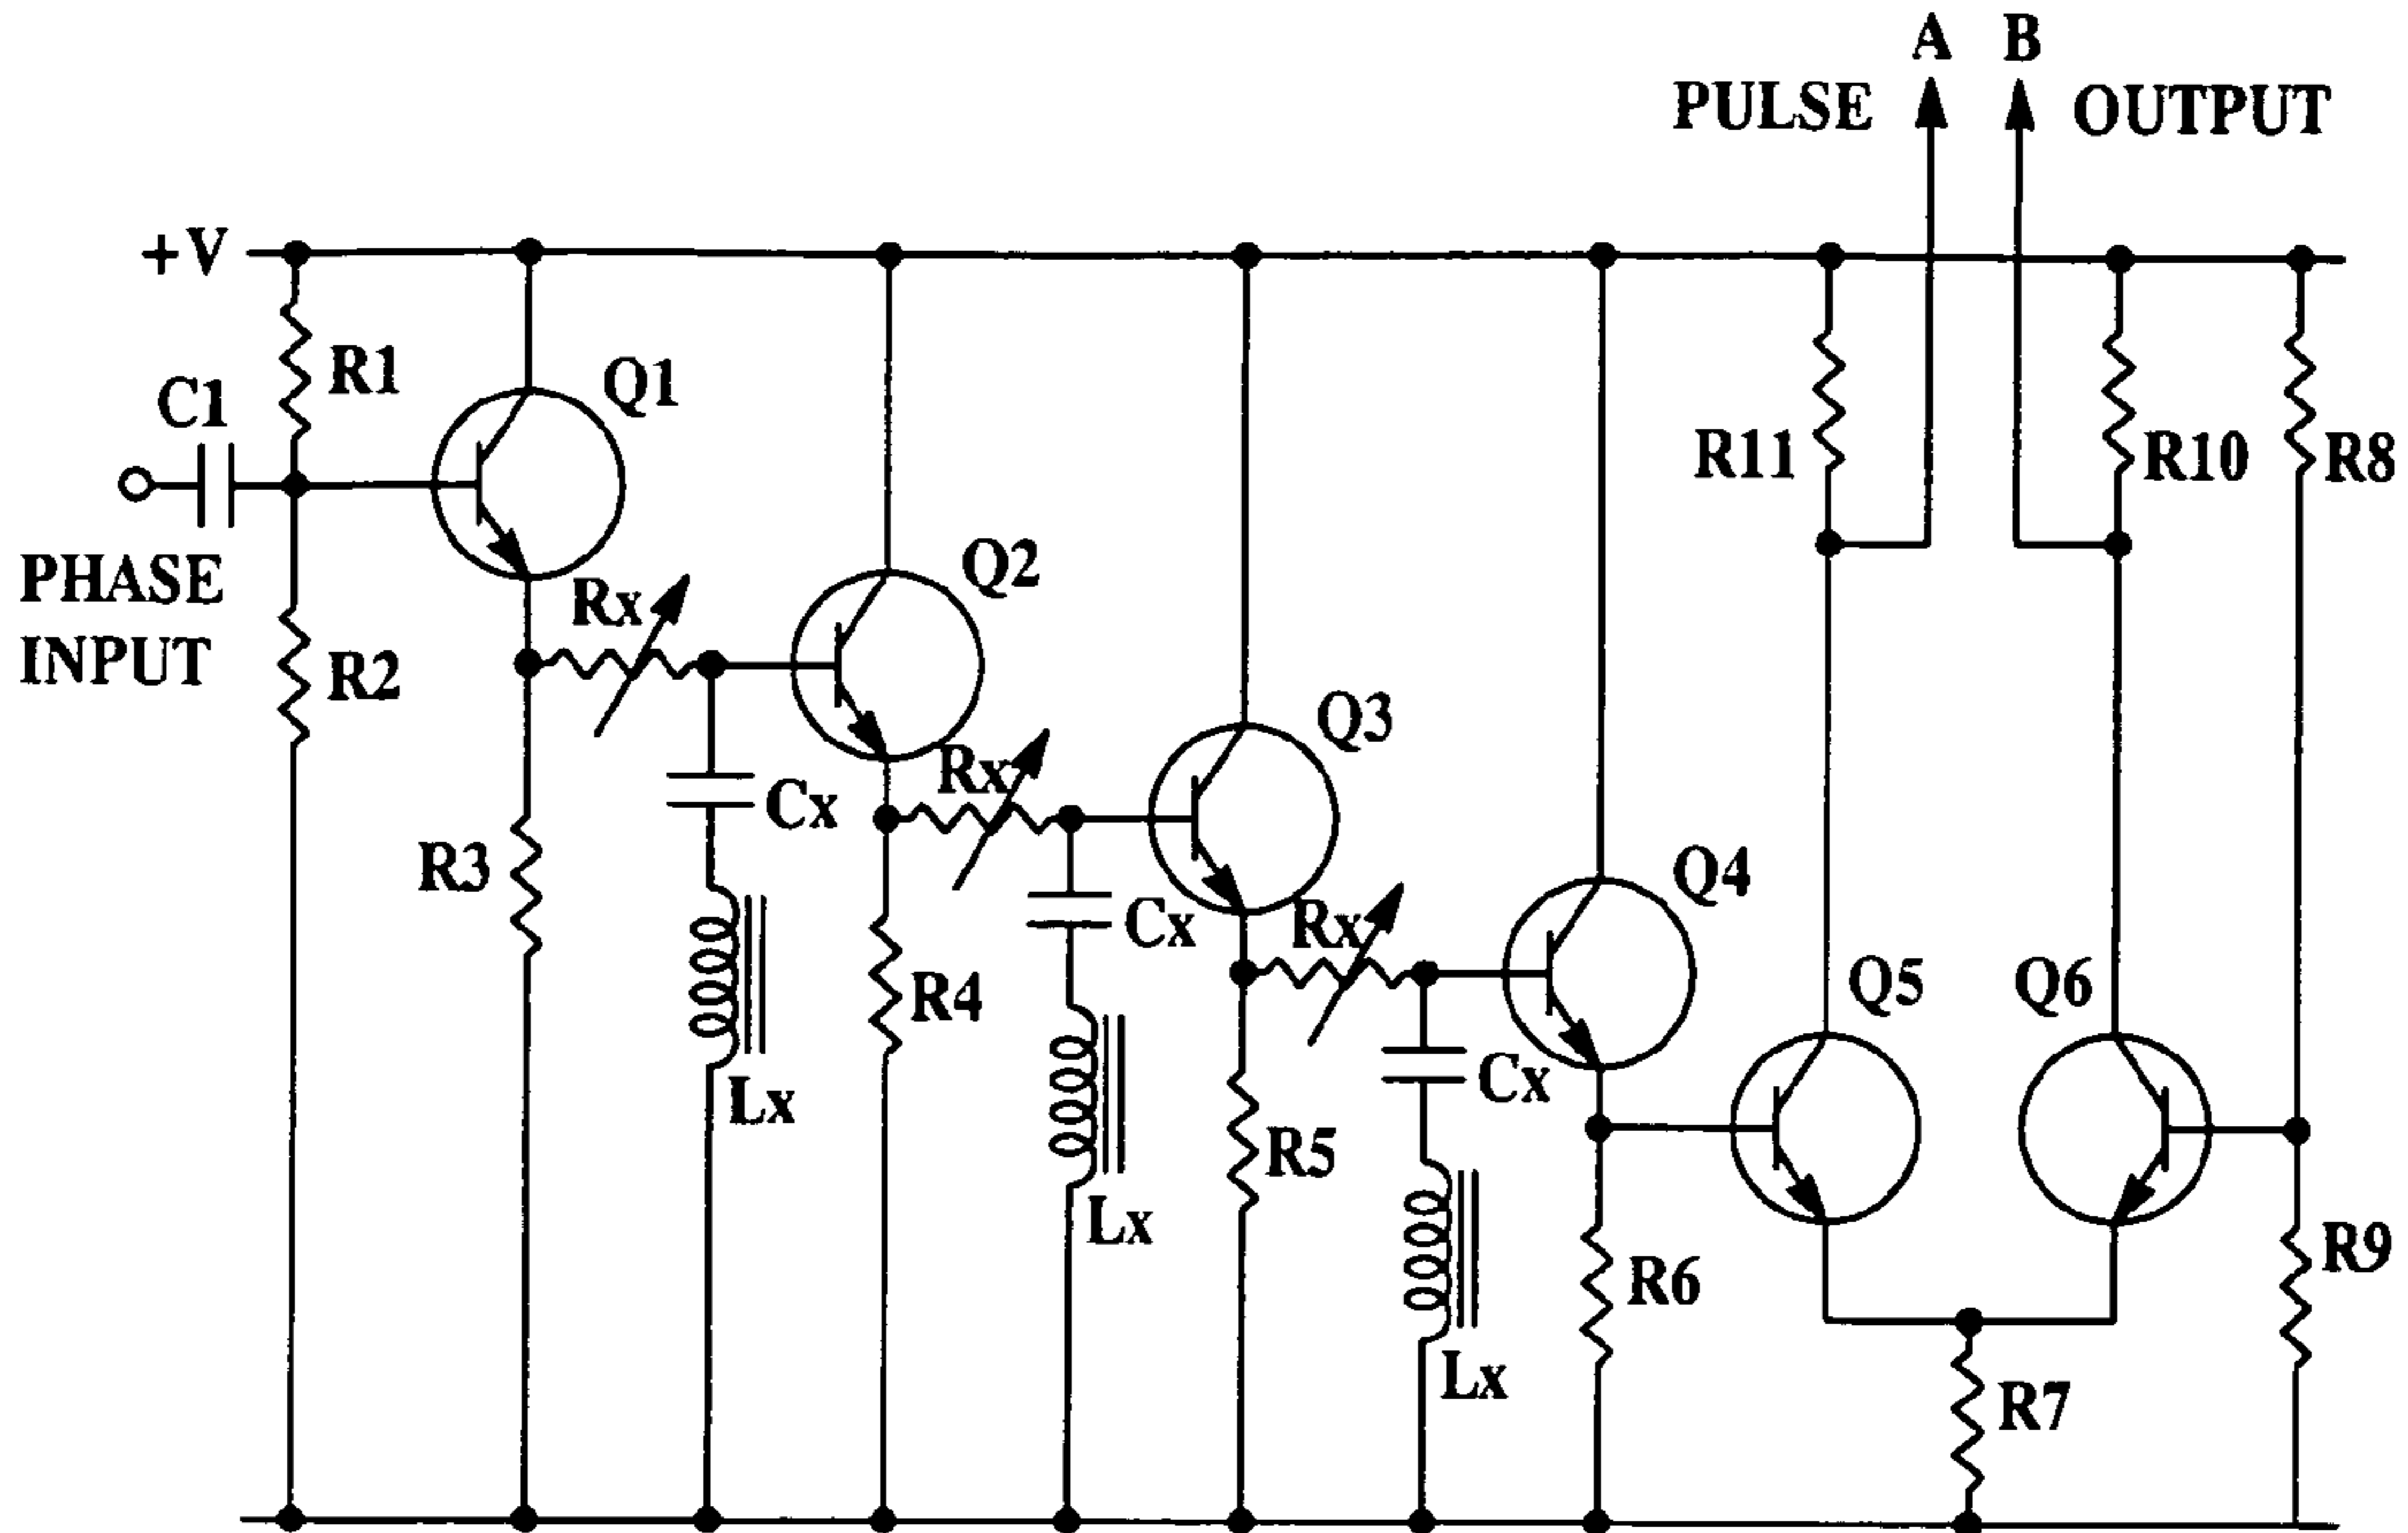 A B
PULSE OUTPUT
+V
R1
C1
Q1
R11
R10
R8
PHASE
INPUT
Rx
Q2
R2
Rx
Q3
Cx
R3
Rx
Cx
Q4
R4
Q5
Q6
Lx
Cx
R5
Lx
R6
R9
Lx
R7